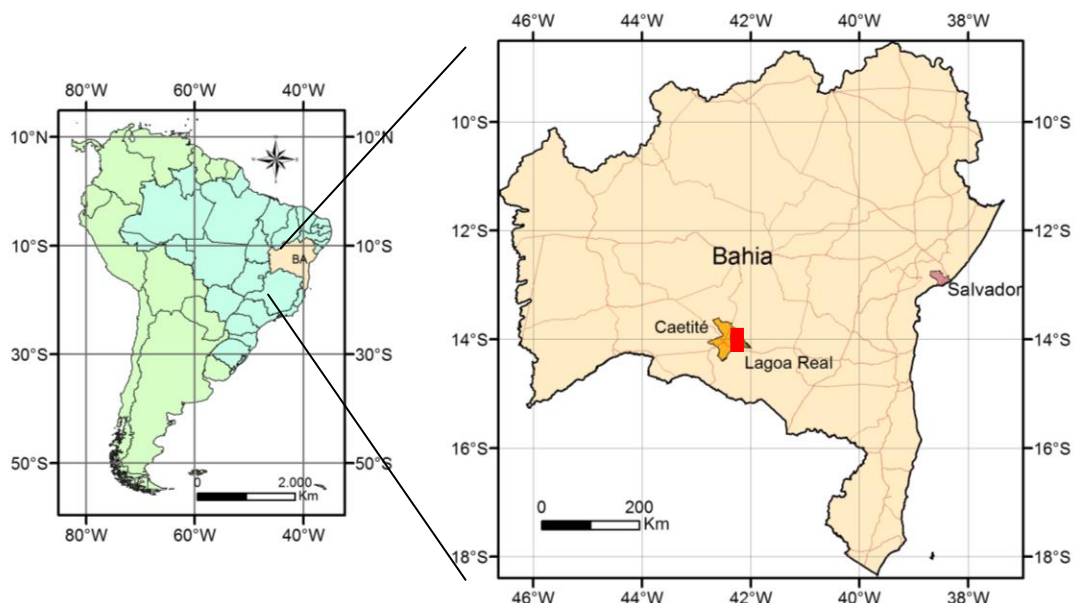 80°W 60°W 40°W
10°N 10°N
10°S 10°S
BA
30°S 30°S
50°S 50°S
0 2.000
Km
80°W 60°W 40°W
46°W 44°W 42°W 40°W 38°W
10°S 10°S
12°S 12°S
Bahia
Salvador
Caetité
14°S 14°S
Lagoa Real
16°S 16°S
0 200
Km
18°S 18°S
46°W 44°W 42°W 40°W 38°W